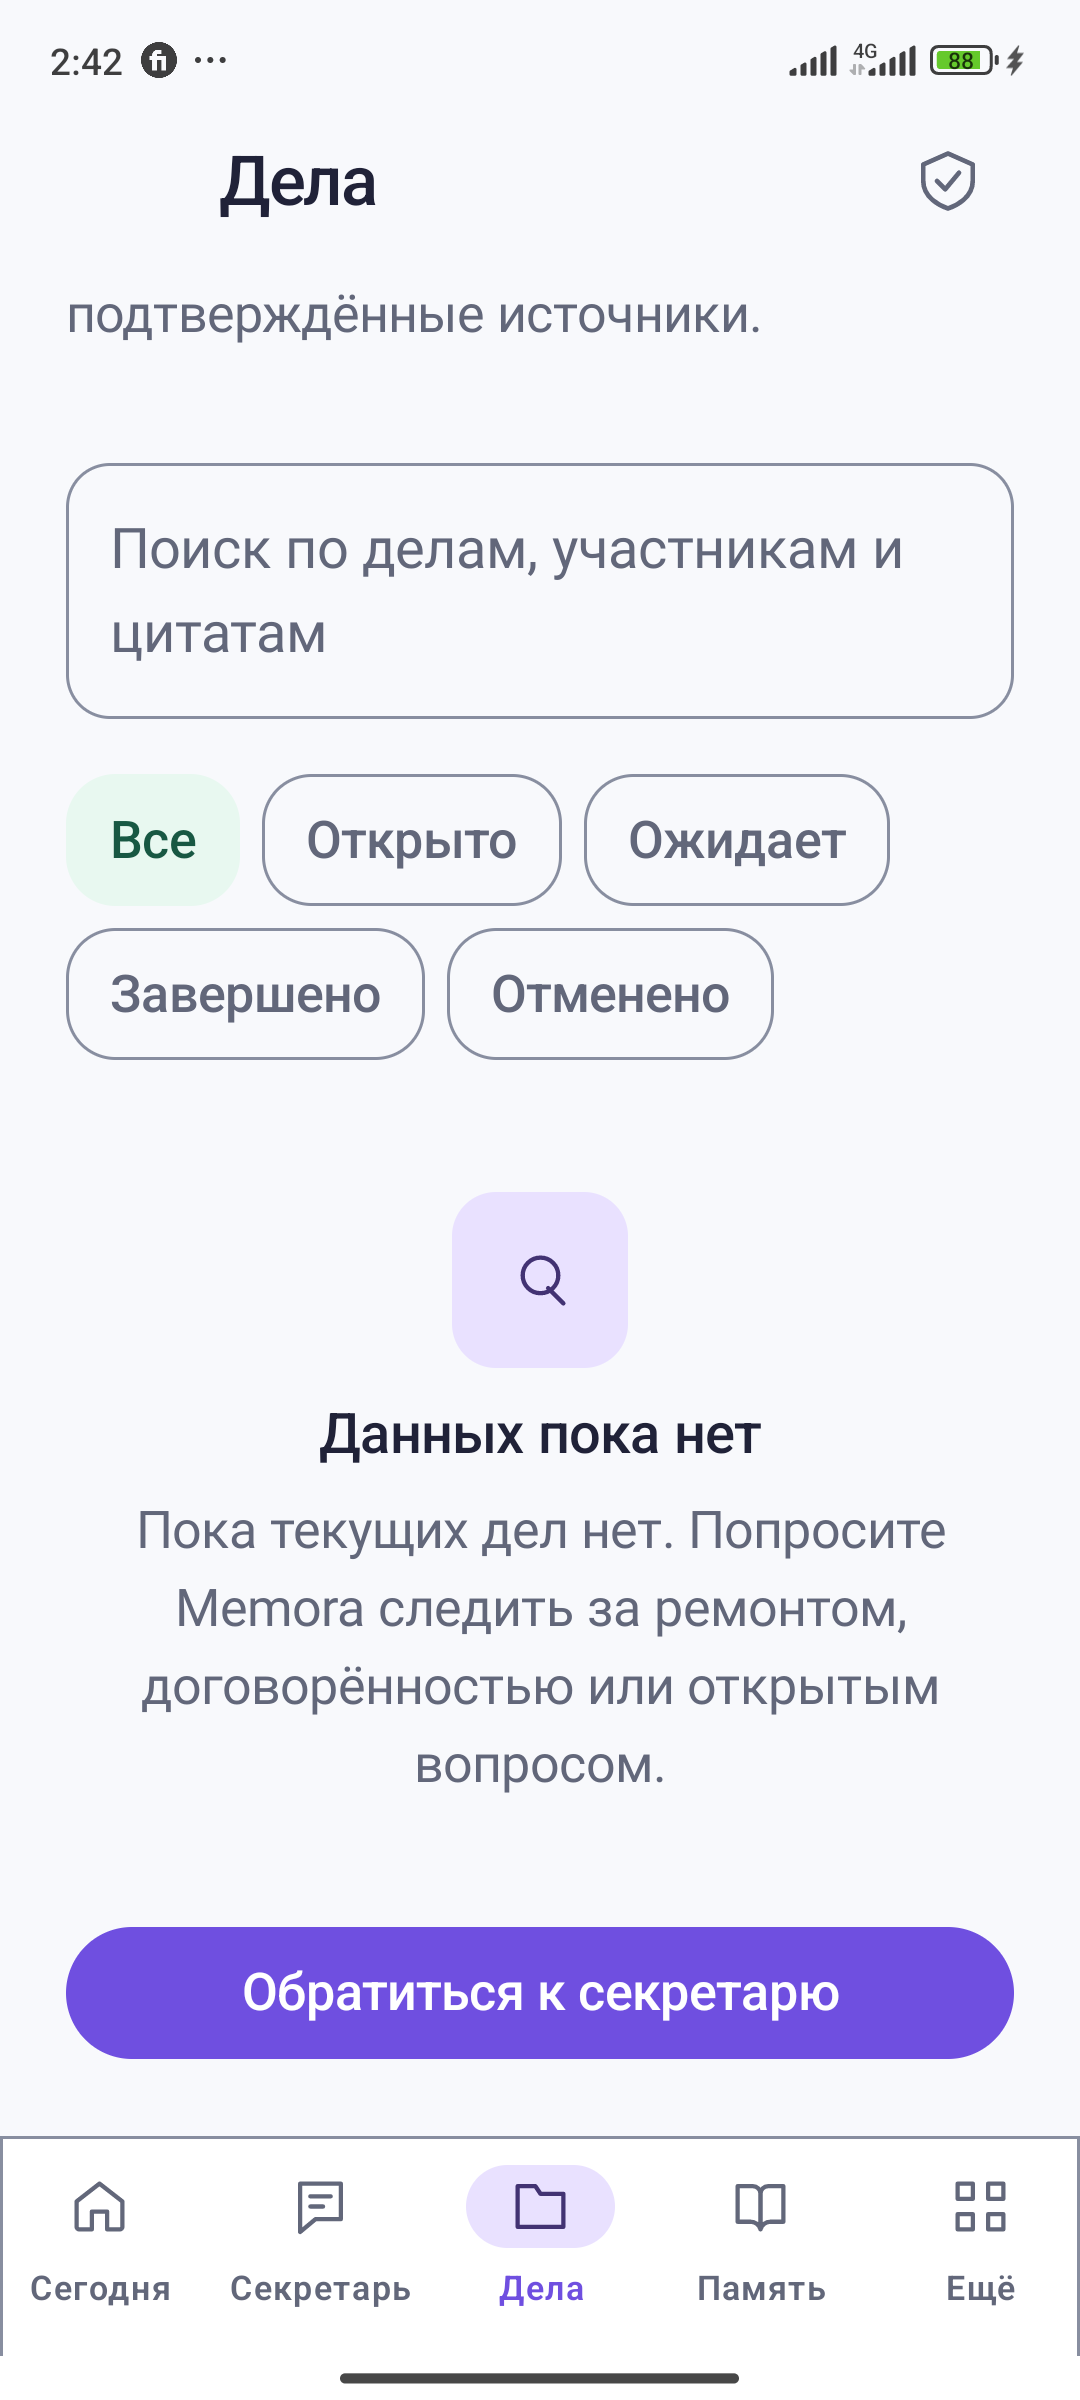 2:42
4G
88
Дела
подтверждённые источники.
Поиск по делам, участникам и
цитатам
Все
Открыто
Ожидает
Завершено
Отменено
Данных пока нет
Пока текущих дел нет. Попросите
Memora следить за ремонтом,
договорённостью или открытым
вопросом.
Обратиться к секретарю
Сегодня
Секретарь
Дела
Память
Ещё